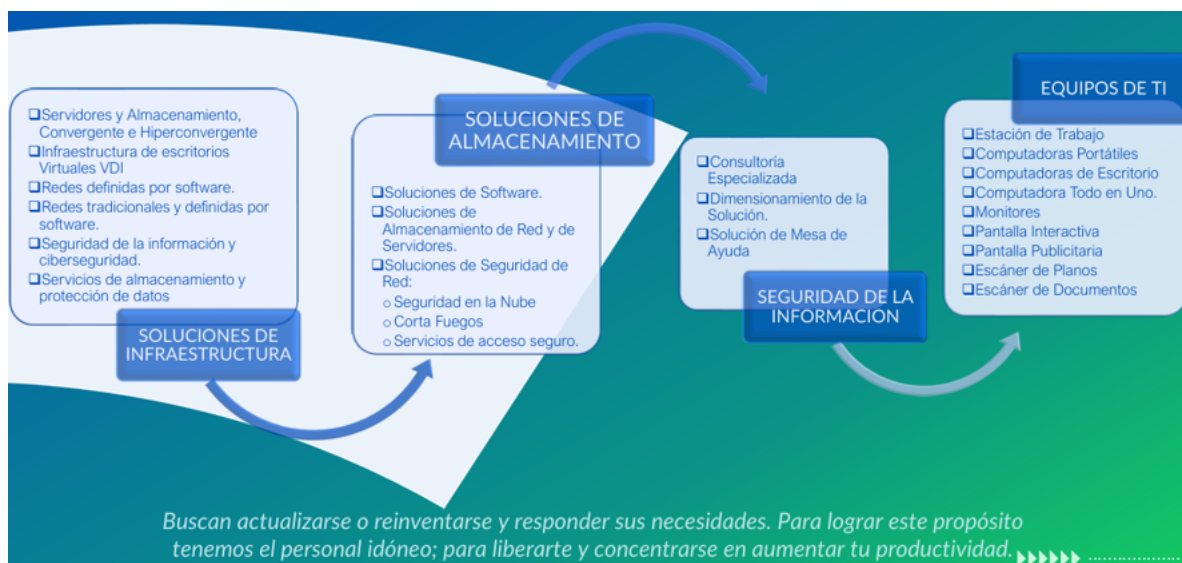 ❑Servidores y Almacenamiento,
Convergente e Hiperconvergente
❑Infraestructura de escritorios
Virtuales VDI
❑Redes definidas por software.
❑Redes tradicionales y definidas por
software.
❑Seguridad de la información y
ciberseguridad.
❑Servicios de almacenamiento y
protección de datos
SOLUCIONES DE
INFRAESTRUCTURA
SOLUCIONES DE
ALMACENAMIENTO
❑Soluciones de Software.
❑Soluciones de
Almacenamiento de Red y de
Servidores.
❑Soluciones de Seguridad de
Red:
o Seguridad en la Nube
o Corta Fuegos
o Servicios de acceso seguro.
❑Consultoría
Especializada
❑Dimensionamiento de la
Solución.
❑Solución de Mesa de
Ayuda
SEGURIDAD DE LA
INFORMACION
EQUIPOS DE TI
❑Estación de Trabajo
❑Computadoras Portátiles
❑Computadoras de Escritorio
❑Computadora Todo en Uno.
❑Monitores
❑Pantalla Interactiva
❑Pantalla Publicitaria
❑Escáner de Planos
❑Escáner de Documentos
Buscan actualizarse o reinventarse y responder sus necesidades. Para lograr este propósito
tenemos el personal idóneo; para liberarte y concentrarse en aumentar tu productividad.